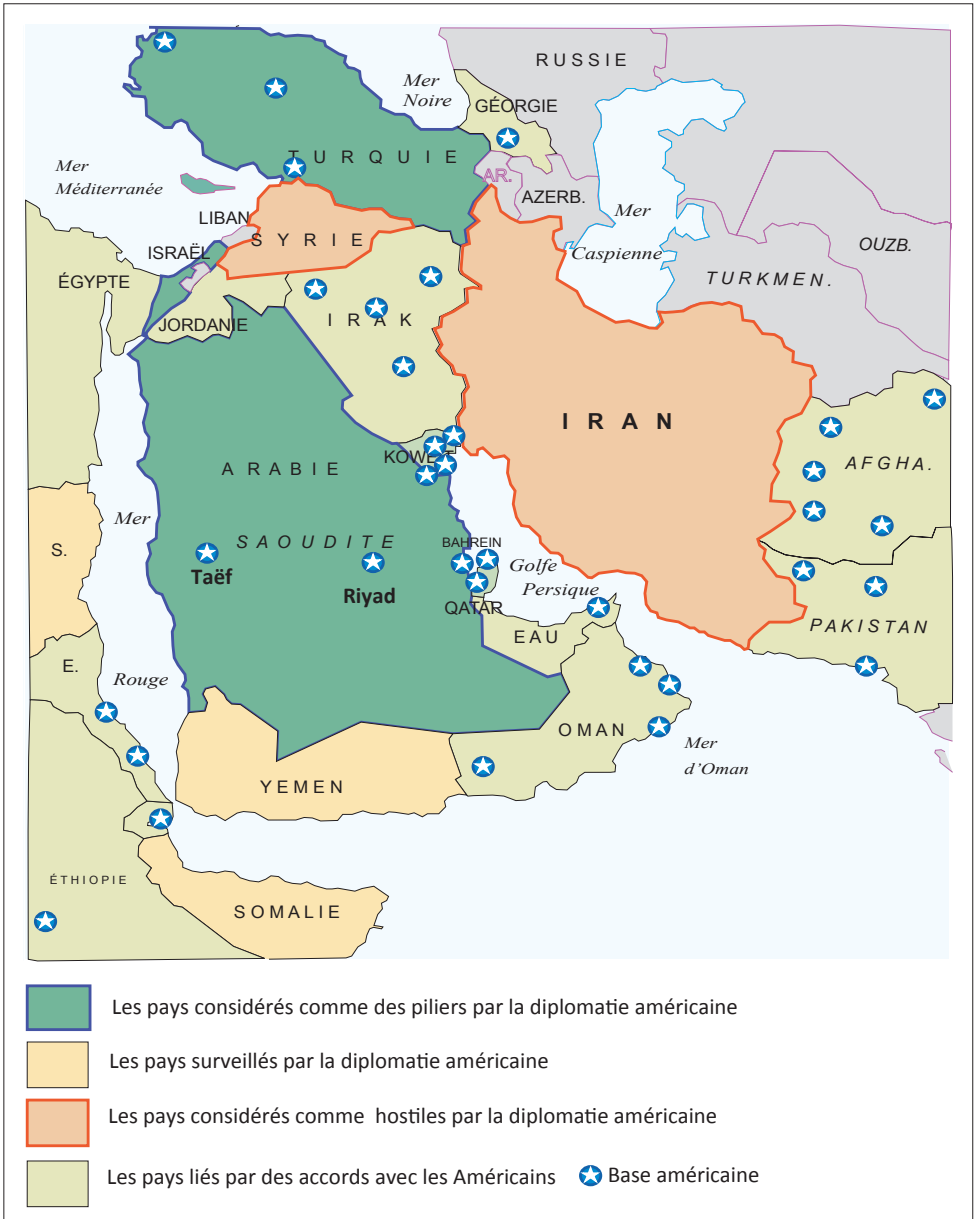 RUSSIE
Mer
Noire
GÉORGIE
TURQUIE
Mer
Méditerranée
AR.
AZERB.
Mer
Caspienne
LIBAN
SYRIE
ISRAËL
OUZB.
TURKMEN.
ÉGYPTE
JORDANIE
IRAK
IRAN
KOWEÏT
AFGHA.
ARABIE
SAOUDITE
Mer
S.
BAHREIN
Taëf
Riyad
Golfe
Persique
QATAR
EAU
PAKISTAN
E.
Rouge
OMAN
Mer
d’Oman
YEMEN
ÉTHIOPIE
SOMALIE
Les pays considérés comme des piliers par la diplomatie américaine
Les pays surveillés par la diplomatie américaine
Les pays considérés comme hostiles par la diplomatie américaine
Les pays liés par des accords avec les Américains Base américaine